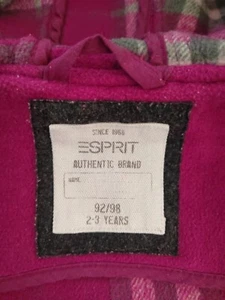 SINCE 1968
ESPRIT
AUTHENTIC BRAND
NAME
92/98
2-3 YEARS